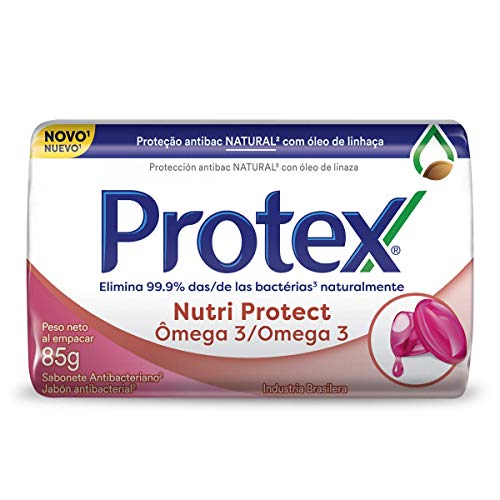 NOVO¹
NUEVO¹
Proteção antibac NATURAL² com óleo de linhaça
Protección antibac NATURAL² con óleo de linaza
Protex®
Elimina 99.9% das/de las bactérias³ naturalmente
Nutri Protect
Ômega 3/Omega 3
Peso neto
al empacar
85g
Sabonete Antibacteriano²
Jabón antibacterial²
Industria Brasilera